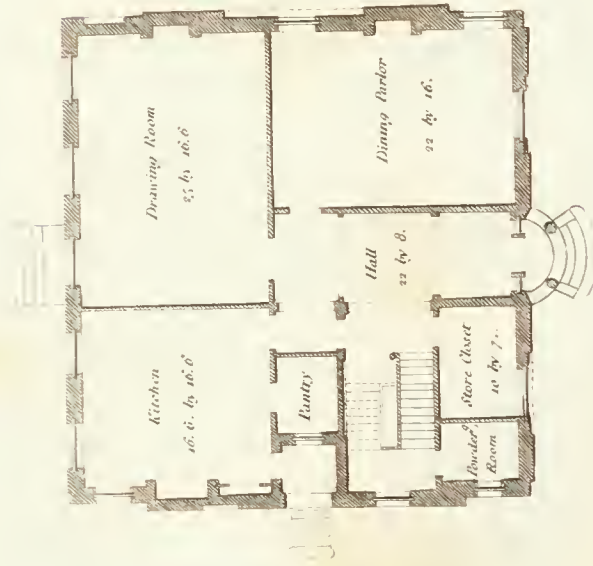 Drawing Room
25 by 16.6
Dining Parlor
22 by 16.
Hall
22 by 8.
Kitchen
16.6. by 16.6
Pantry
Store Closet
10 by 7.
Powder
Room